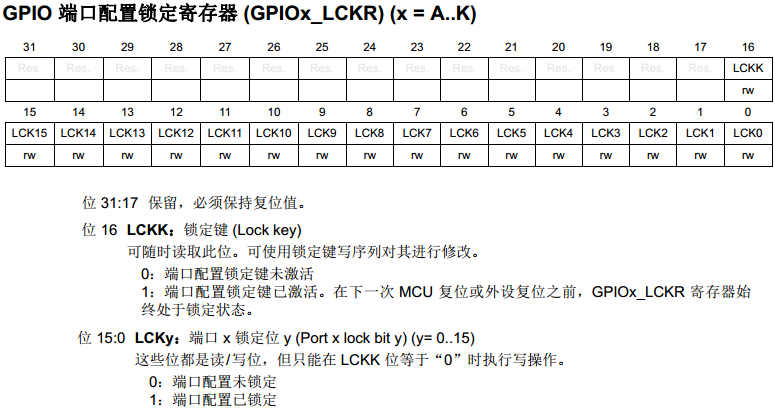 GPIO 端口配置锁定寄存器 (GPIOx_LCKR) (x = A..K)
31 30 29 28 27 26 25 24 23 22 21 20 19 18 17 16
Res. Res. Res. Res. Res. Res. Res. Res. Res. Res. Res. Res. Res. Res. Res. LCKK
rw
15 14 13 12 11 10 9 8 7 6 5 4 3 2 1 0
LCK15 LCK14 LCK13 LCK12 LCK11 LCK10 LCK9 LCK8 LCK7 LCK6 LCK5 LCK4 LCK3 LCK2 LCK1 LCK0
rw rw rw rw rw rw rw rw rw rw rw rw rw rw rw rw
位 31:17 保留，必须保持复位值。
位 16 LCKK：锁定键 (Lock key)
可随时读取此位。可使用锁定键写序列对其进行修改。
0：端口配置锁定键未激活
1：端口配置锁定键已激活。在下一次 MCU 复位或外设复位之前，GPIOx_LCKR 寄存器始
终处于锁定状态。
位 15:0 LCKy：端口 x 锁定位 y (Port x lock bit y) (y= 0..15)
这些位都是读/写位，但只能在 LCKK 位等于“0”时执行写操作。
0：端口配置未锁定
1：端口配置已锁定